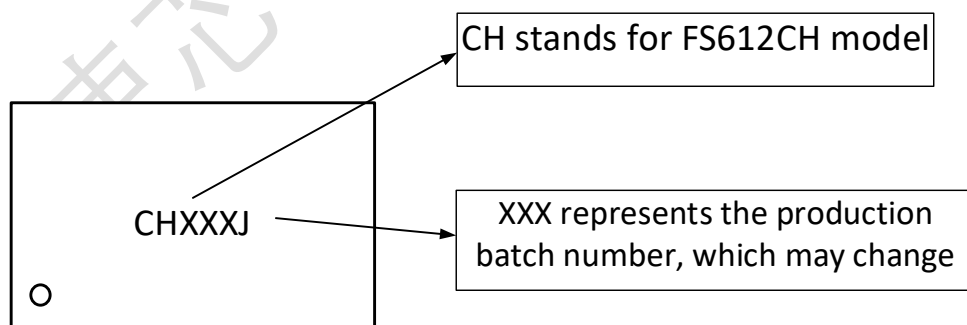 CH stands for FS612CH model
CHXXXJ
XXX represents the production
batch number, which may change